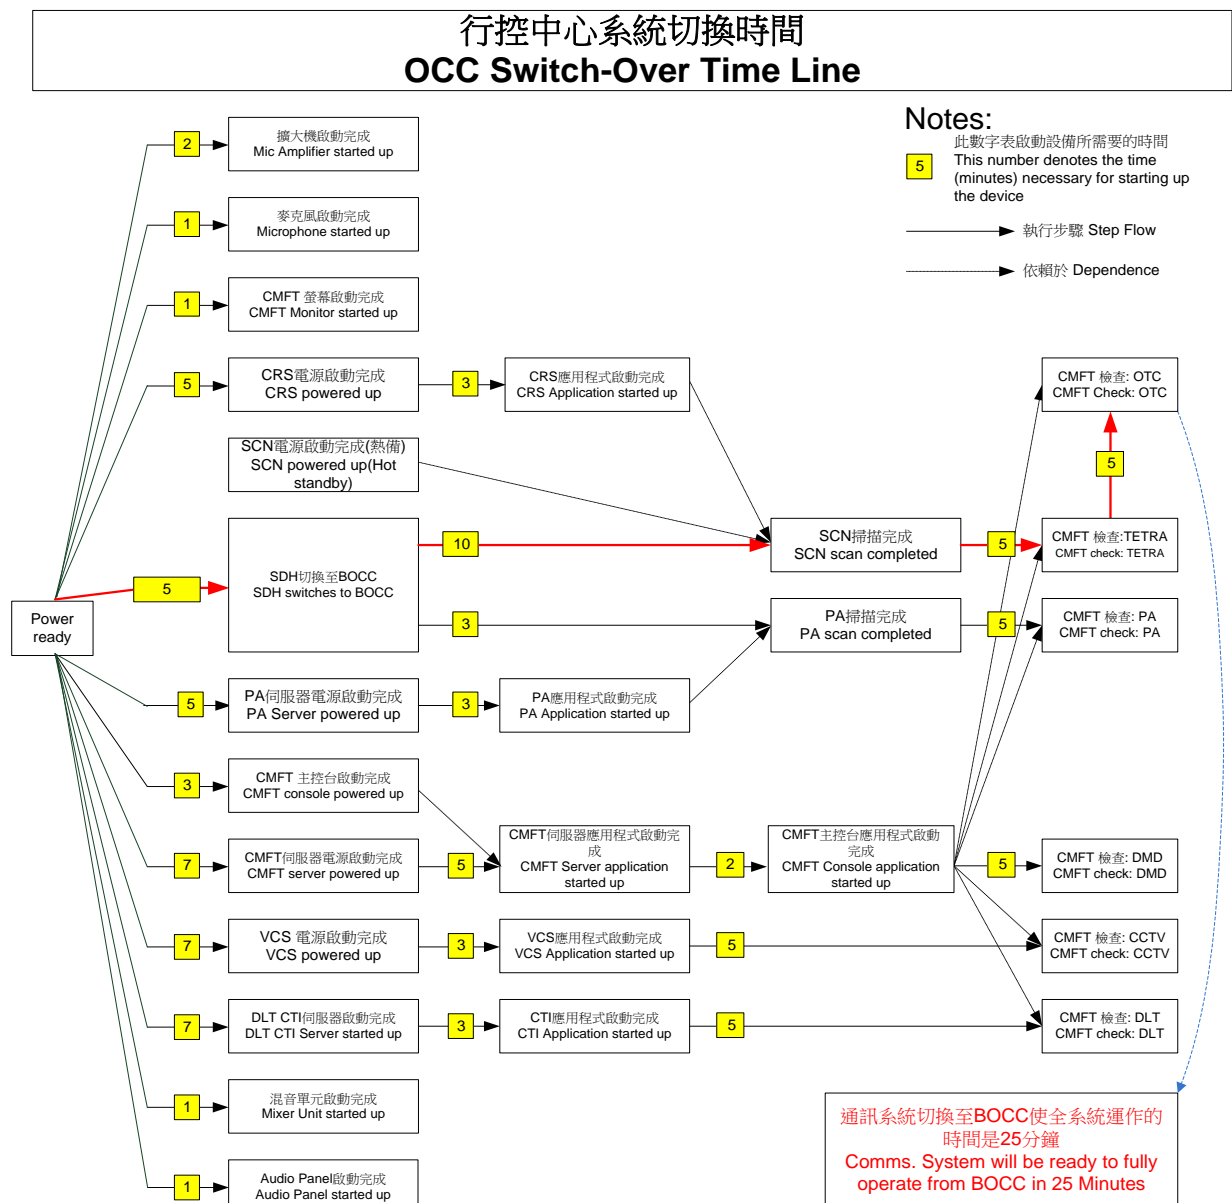 行控中心系統切換時間
OCC Switch-Over Time Line
Notes:
此數字表啟動設備所需要的時間
5
This number denotes the time
(minutes) necessary for starting up
the device
執行步驟 Step Flow
依賴於 Dependence
2
擴大機啟動完成
Mic Amplifier started up
1
麥克風啟動完成
Microphone started up
1
CMFT 螢幕啟動完成
CMFT Monitor started up
5
CRS電源啟動完成
CRS powered up
3
CRS應用程式啟動完成
CRS Application started up
CMFT 檢查: OTC
CMFT Check: OTC
SCN電源啟動完成(熱備)
SCN powered up(Hot
standby)
5
Power
ready
5
SDH切換至BOCC
SDH switches to BOCC
10
SCN掃描完成
SCN scan completed
5
CMFT 檢查:TETRA
CMFT check: TETRA
3
PA掃描完成
PA scan completed
5
CMFT 檢查: PA
CMFT check: PA
5
PA伺服器電源啟動完成
PA Server powered up
3
PA應用程式啟動完成
PA Application started up
3
CMFT 主控台啟動完成
CMFT console powered up
7
CMFT伺服器電源啟動完成
CMFT server powered up
5
CMFT伺服器應用程式啟動完
成
CMFT Server application
started up
2
CMFT主控台應用程式啟動
完成
CMFT Console application
started up
5
CMFT 檢查: DMD
CMFT check: DMD
7
VCS 電源啟動完成
VCS powered up
3
VCS應用程式啟動完成
VCS Application started up
5
CMFT 檢查: CCTV
CMFT check: CCTV
7
DLT CTI伺服器啟動完成
DLT CTI Server started up
3
CTI應用程式啟動完成
CTI Application started up
5
CMFT 檢查: DLT
CMFT check: DLT
1
混音單元啟動完成
Mixer Unit started up
1
Audio Panel啟動完成
Audio Panel started up
通訊系統切換至BOCC使全系統運作的
時間是25分鐘
Comms. System will be ready to fully
operate from BOCC in 25 Minutes